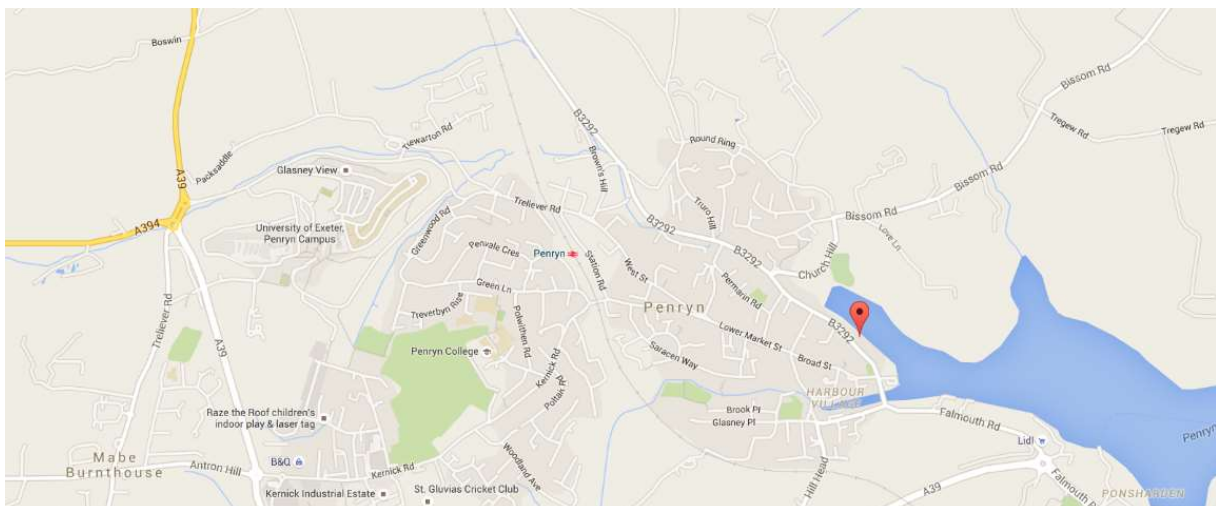 Boswin
A39
Packsaddle
A394
Trewarton Rd
Glasney View
University of Exeter,
Penryn Campus
Greenwood Rd
Treliever Rd
B3292
Brown's Hill
Round Ring
Truro Hill
B3292
B3292
Bissom Rd
Tregew Rd
Tregew Rd
Bissom Rd
Bissom Rd
Love Ln
Church Hill
Penvale Cres
Penryn
Station Rd
West St
Permarin Rd
Green Ln
Treverbyn Rise
Polwithen Rd
Penryn
B3292
Lower Market St
Broad St
Saracen Way
Treliever Rd
A39
Penryn College
Kernick Rd
HARBOUR
VILLAGE
Brook Pl
Glasney Pl
Falmouth Rd
Lidl
Penryn
Raze the Roof children's
indoor play & laser tag
Mabe
Burnthouse
Antron Hill
B&Q
Kernick Rd
Woodland Ave
Hill Head
A39
Kernick Industrial Estate
St. Gluvias Cricket Club
PONSHARDEN